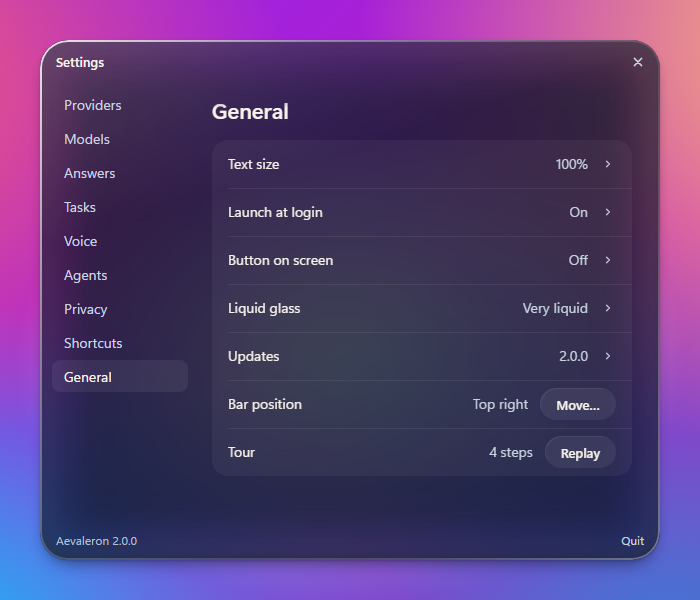 Settings
Providers
Models
Answers
Tasks
Voice
Agents
Privacy
Shortcuts
General
General
Text size 100%
Launch at login On
Button on screen Off
Liquid glass Very liquid
Updates 2.0.0
Bar position Top right Move...
Tour 4 steps Replay
Aevaleron 2.0.0 Quit